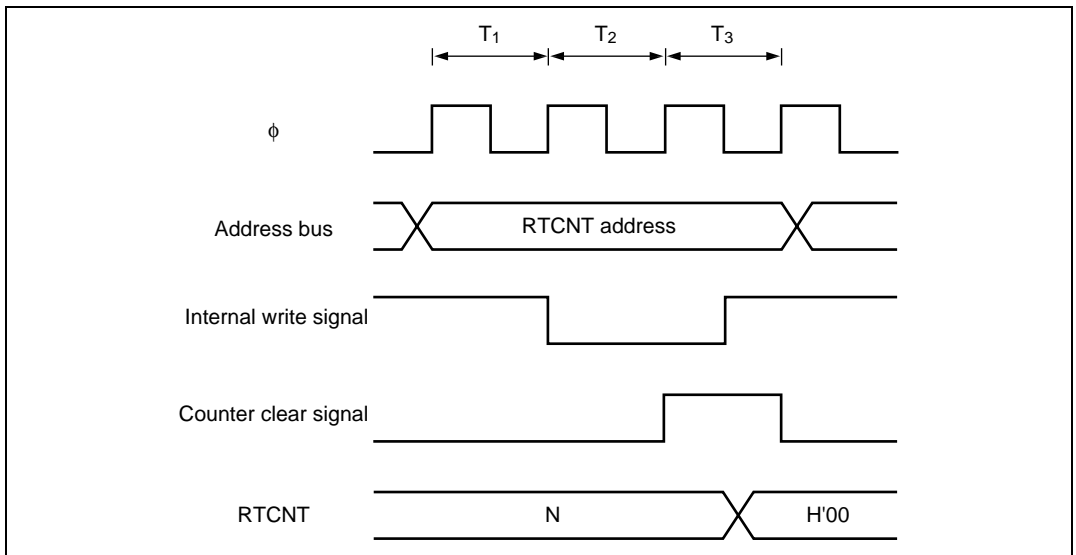 T1 T2 T3
ϕ
Address bus
RTCNT address
Internal write signal
Counter clear signal
RTCNT
N
H'00